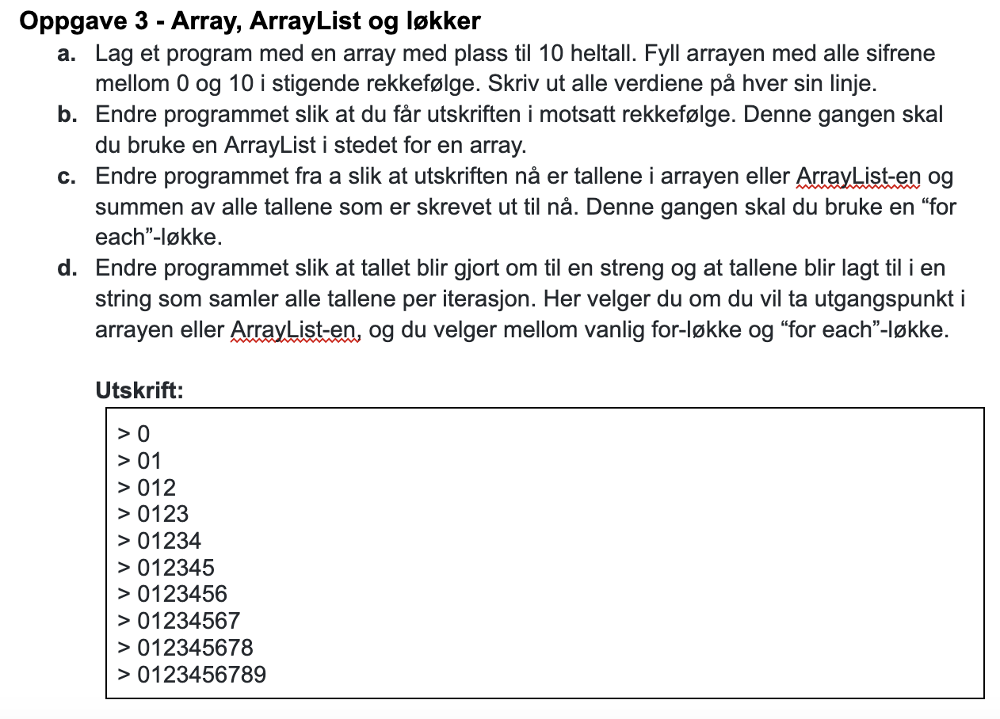 Oppgave 3 - Array, ArrayList og løkker
a. Lag et program med en array med plass til 10 heltall. Fyll arrayen med alle sifrene
mellom 0 og 10 i stigende rekkefølge. Skriv ut alle verdiene på hver sin linje.
b. Endre programmet slik at du får utskriften i motsatt rekkefølge. Denne gangen skal
du bruke en ArrayList i stedet for en array.
c. Endre programmet fra a slik at utskriften nå er tallene i arrayen eller ArrayList-en og
summen av alle tallene som er skrevet ut til nå. Denne gangen skal du bruke en “for
each”-løkke.
d. Endre programmet slik at tallet blir gjort om til en streng og at tallene blir lagt til i en
string som samler alle tallene per iterasjon. Her velger du om du vil ta utgangspunkt i
arrayen eller ArrayList-en, og du velger mellom vanlig for-løkke og “for each”-løkke.
Utskrift:
> 0
> 01
> 012
> 0123
> 01234
> 012345
> 0123456
> 01234567
> 012345678
> 0123456789